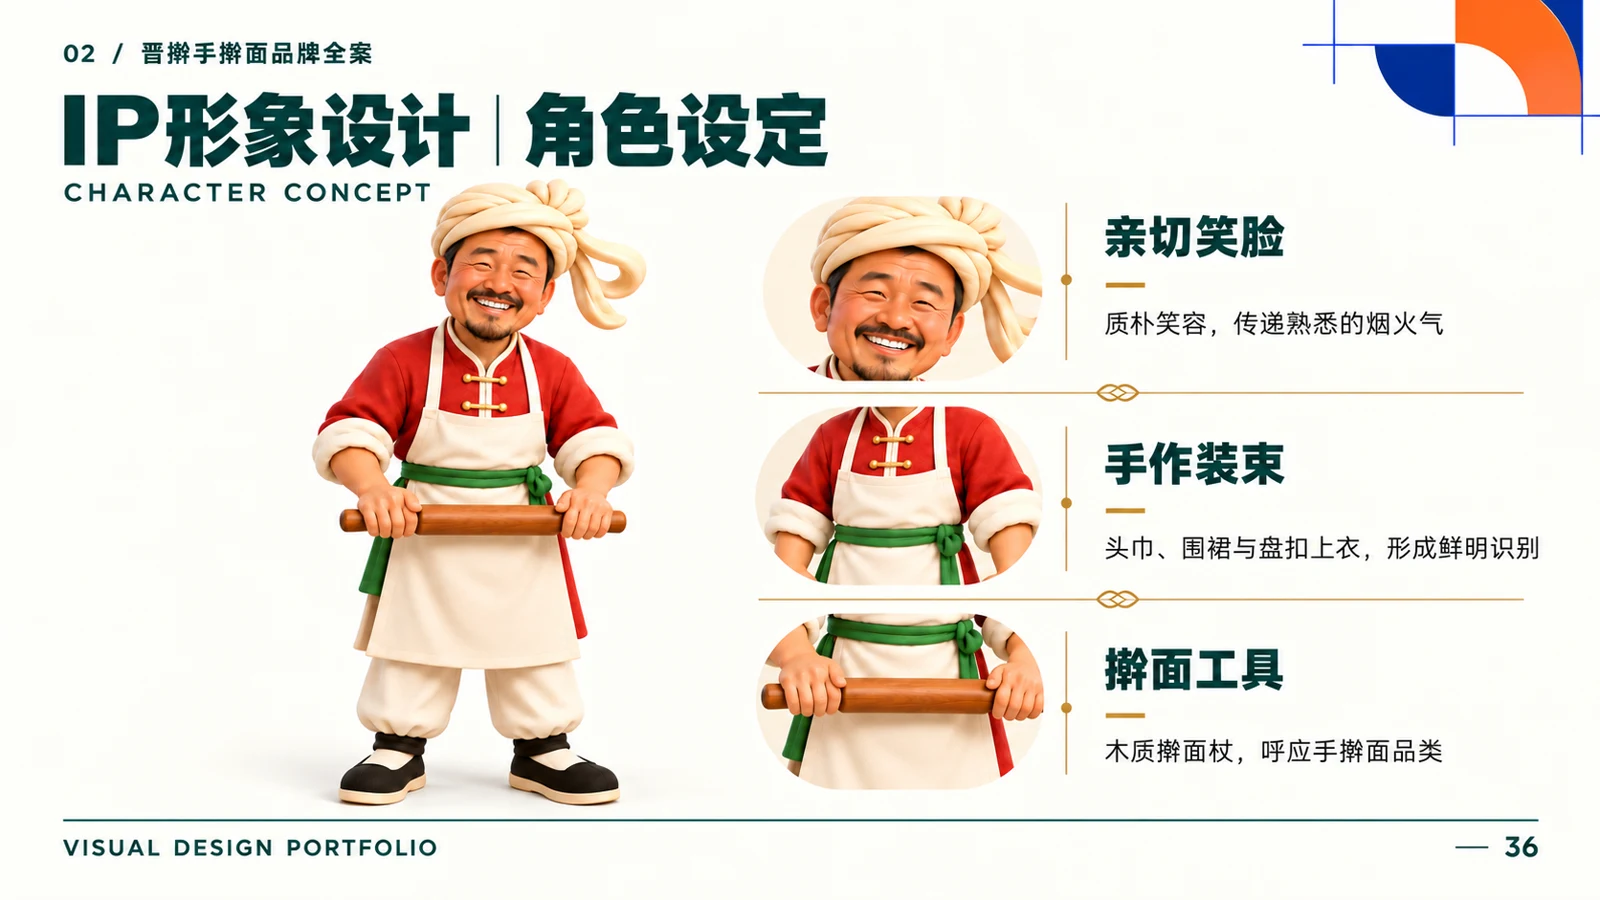 02 / 晋擀手擀面品牌全案
IP形象设计｜角色设定
CHARACTER CONCEPT
亲切笑脸
质朴笑容，传递熟悉的烟火气
手作装束
头巾、围裙与盘扣上衣，形成鲜明识别
擀面工具
木质擀面杖，呼应手擀面品类
VISUAL DESIGN PORTFOLIO
— 36